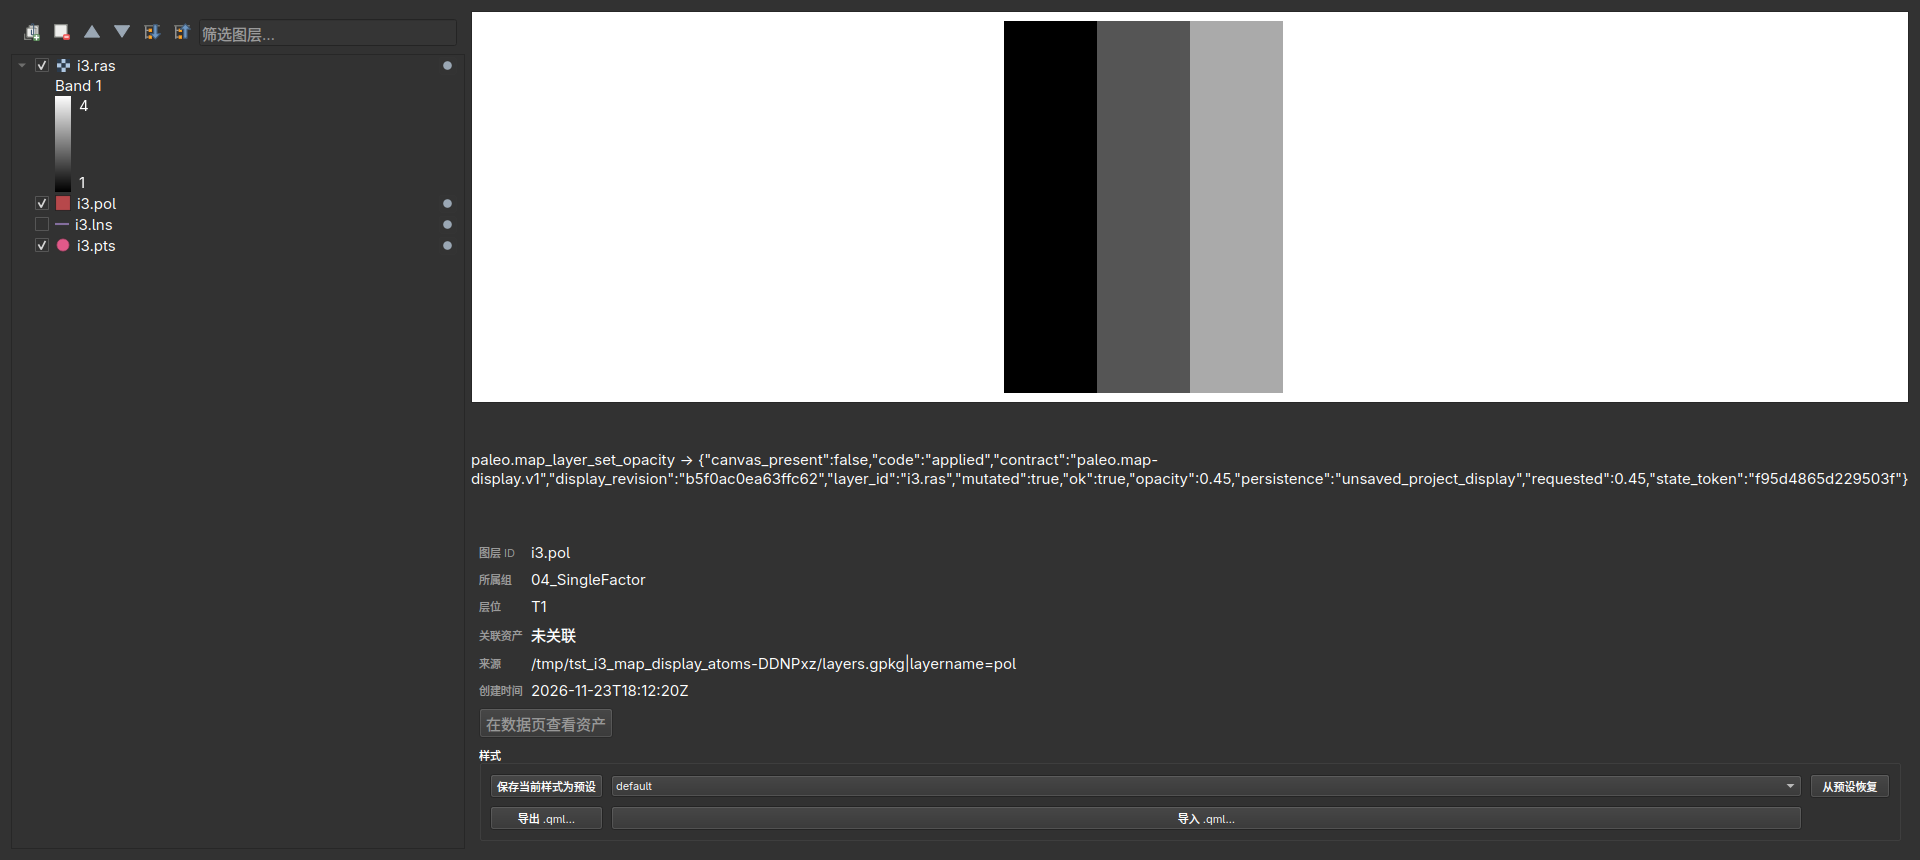 筛选图层...
i3.ras
Band 1
4
1
i3.pol
i3.lns
i3.pts
paleo.map_layer_set_opacity → {"canvas_present":false,"code":"applied","contract":"paleo.map-
display.v1","display_revision":"b5f0ac0ea63ffc62","layer_id":"i3.ras","mutated":true,"ok":true,"opacity":0.45,"persistence":"unsaved_project_display","requested":0.45,"state_token":"f95d4865d229503f"}
图层 ID i3.pol
所属组 04_SingleFactor
层位 T1
关联资产 未关联
来源 /tmp/tst_i3_map_display_atoms-DDNPxz/layers.gpkg|layername=pol
创建时间 2026-11-23T18:12:20Z
在数据页查看资产
样式
保存当前样式为预设 default 从预设恢复
导出 .qml... 导入 .qml...